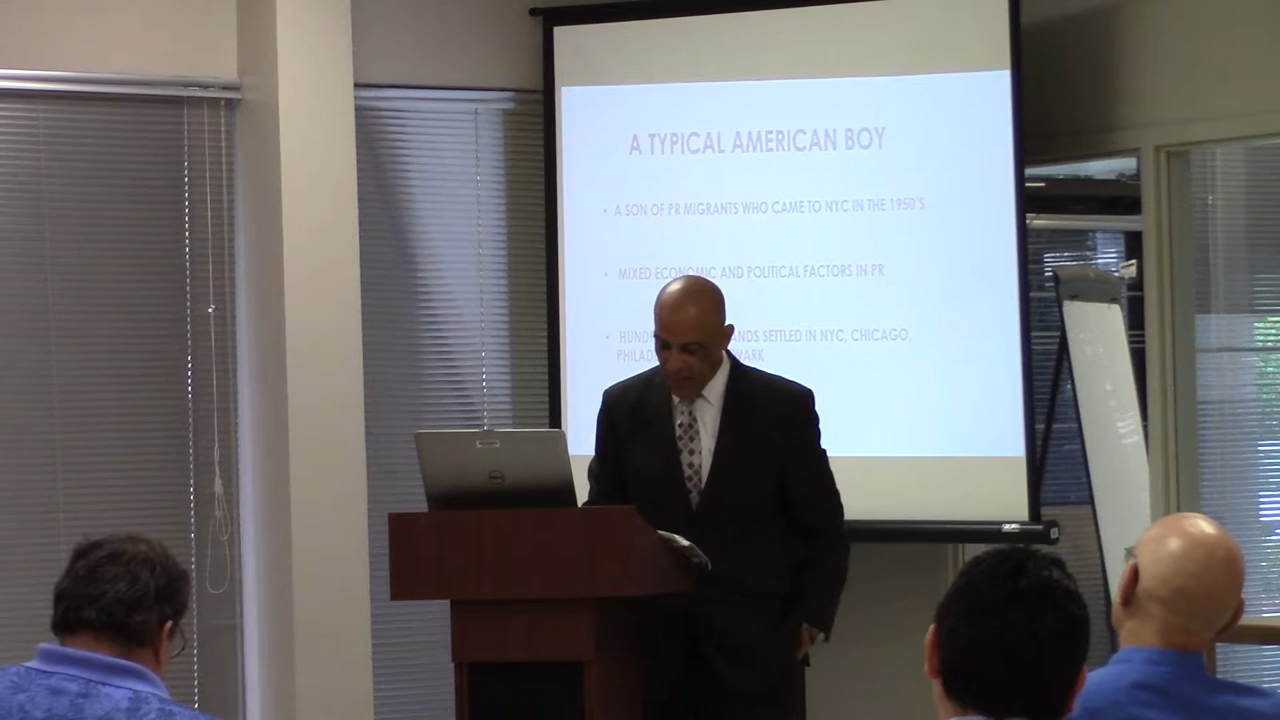 A TYPICAL AMERICAN BOY
• A SON OF PR MIGRANTS WHO CAME TO NYC IN THE 1950'S
• MIXED ECONOMIC AND POLITICAL FACTORS IN PR
• SETTLED IN NYC, CHICAGO,
DELL